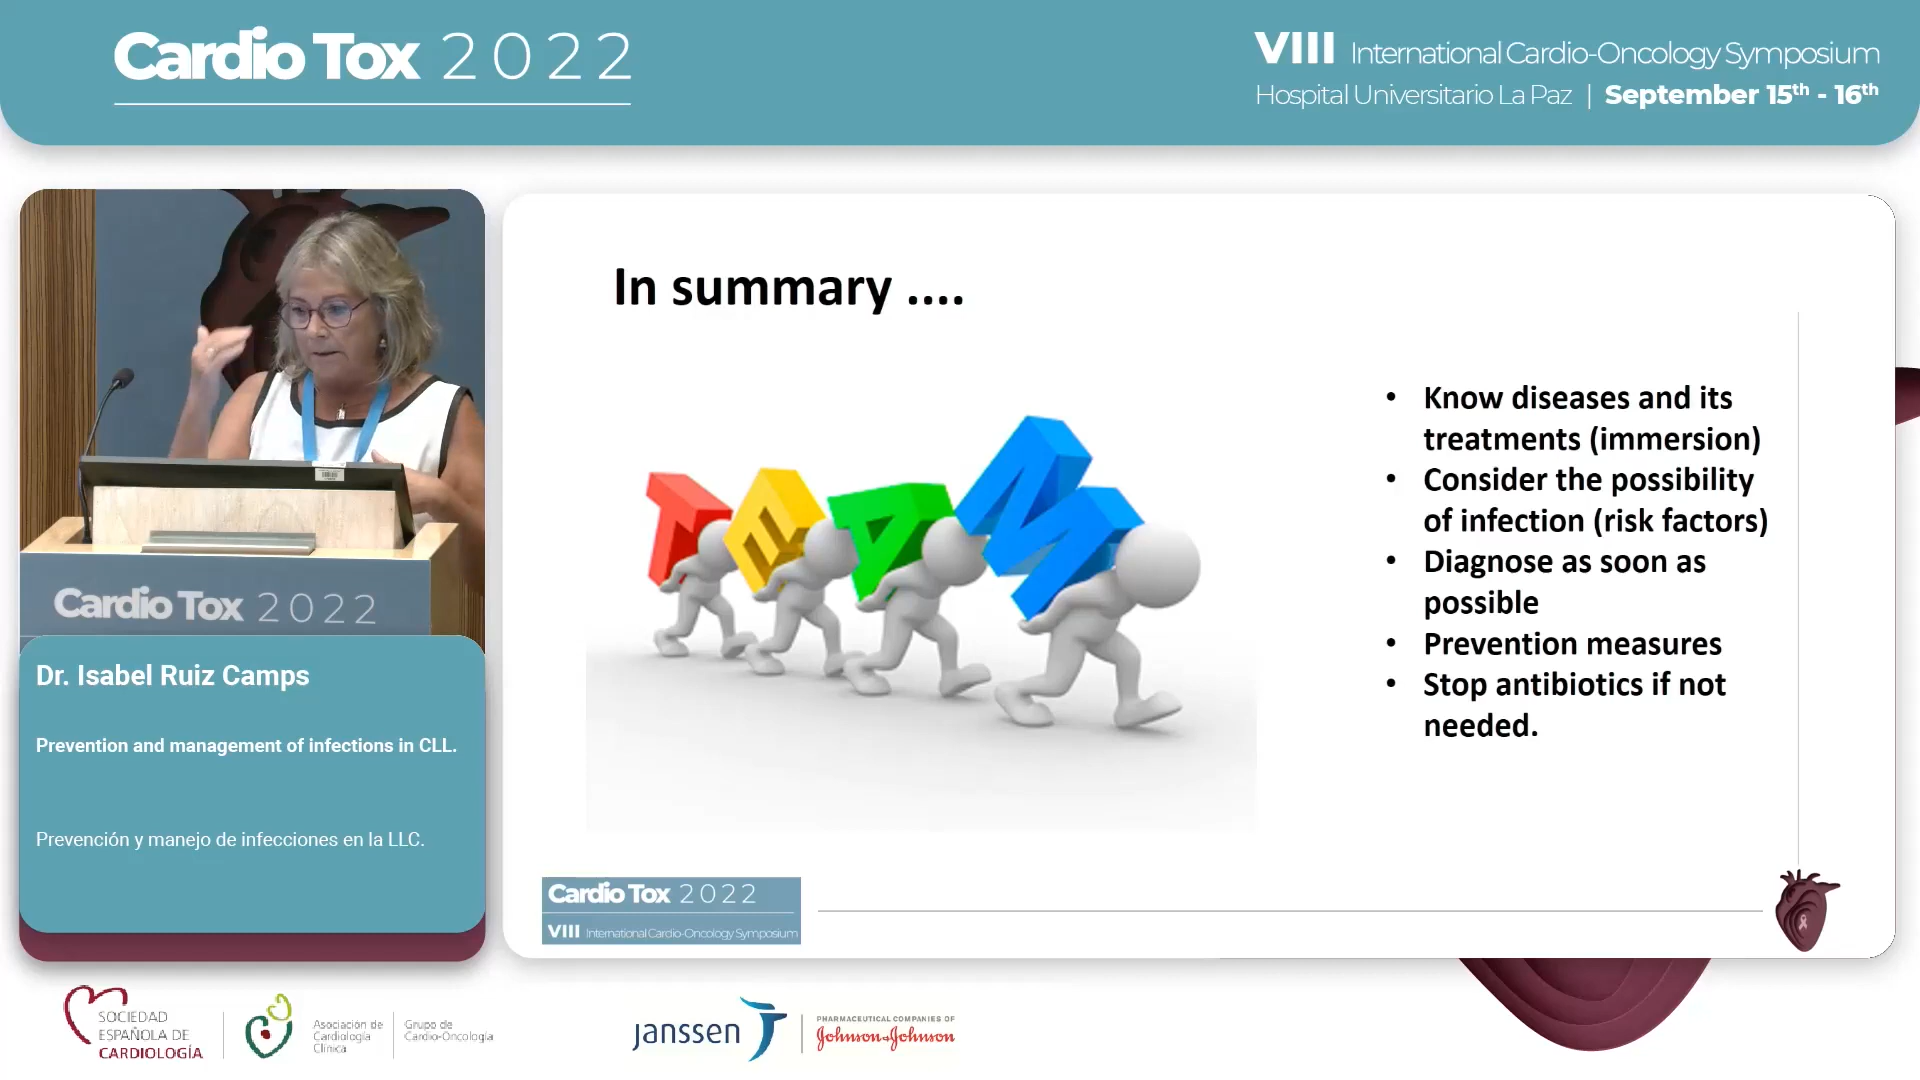 Cardio Tox 2022
VIII International Cardio-Oncology Symposium
Hospital Universitario La Paz | September 15th - 16th
In summary ....
TEAM
• Know diseases and its
treatments (immersion)
• Consider the possibility
of infection (risk factors)
• Diagnose as soon as
possible
• Prevention measures
• Stop antibiotics if not
needed.
Cardio Tox 2022
Dr. Isabel Ruiz Camps
Prevention and management of infections in CLL.
Prevención y manejo de infecciones en la LLC.
Cardio Tox 2022
VIII International Cardio-Oncology Symposium
SOCIEDAD
ESPAÑOLA DE
CARDIOLOGÍA
Asociación de
Cardiología
Clínica
Grupo de
Cardio-Oncología
janssen
PHARMACEUTICAL COMPANIES OF
Johnson & Johnson